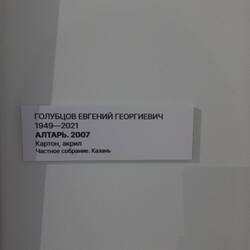 ГОЛУБЦОВ ЕВГЕНИЙ ГЕОРГИЕВИЧ
1949—2021
АЛТАРЬ. 2007
Картон, акрил
Частное собрание. Казань